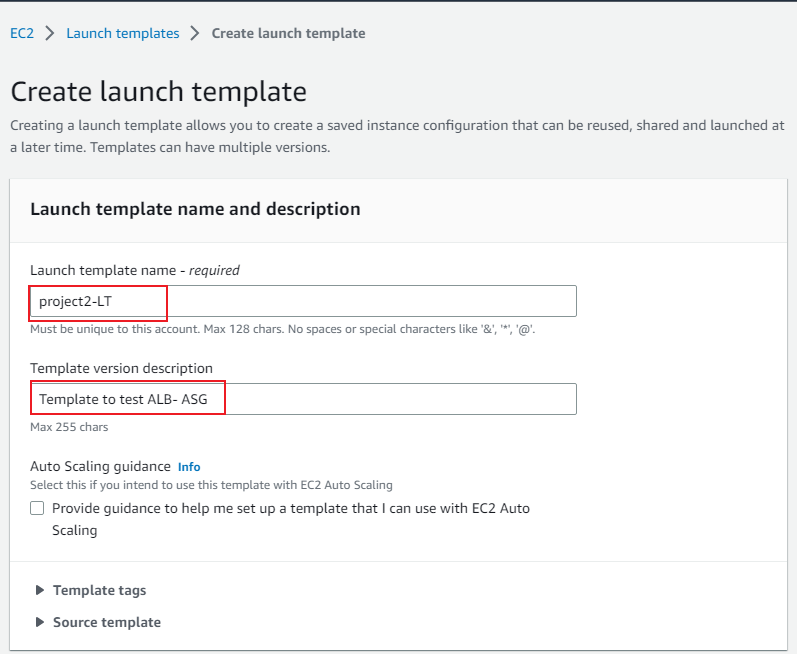 EC2 > Launch templates > Create launch template
Create launch template
Creating a launch template allows you to create a saved instance configuration that can be reused, shared and launched at
a later time. Templates can have multiple versions.
Launch template name and description
Launch template name - required
project2-LT
Must be unique to this account. Max 128 chars. No spaces or special characters like '&', '*', '@'.
Template version description
Template to test ALB- ASG
Max 255 chars
Auto Scaling guidance Info
Select this if you intend to use this template with EC2 Auto Scaling
Provide guidance to help me set up a template that I can use with EC2 Auto
Scaling
Template tags
Source template